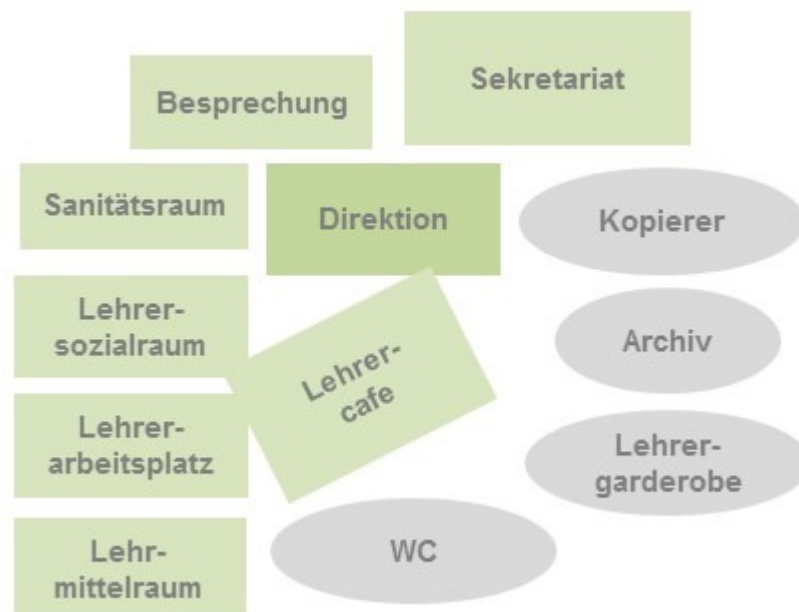 Besprechung
Sekretariat
Sanitätsraum
Direktion
Kopierer
Lehrer-
sozialraum
Lehrer-
cafe
Archiv
Lehrer-
arbeitsplatz
Lehrer-
garderobe
Lehr-
mittelraum
WC